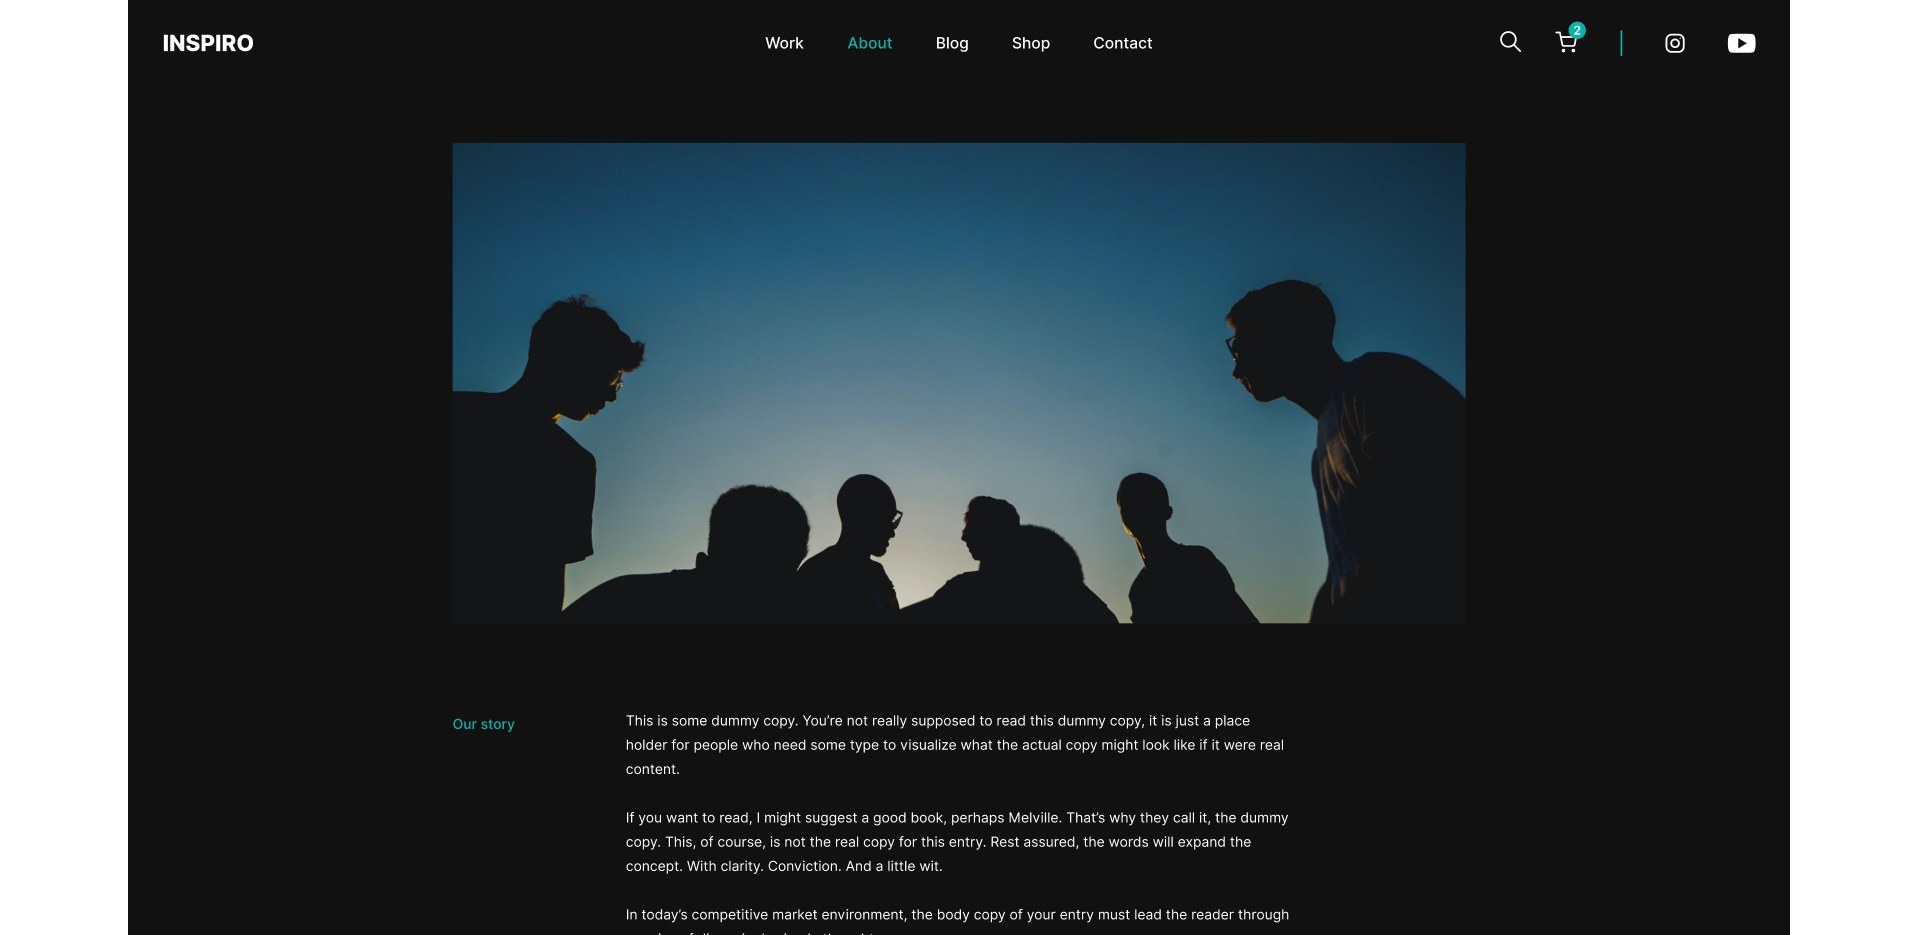 INSPIRO
Work About Blog Shop Contact
2
Our story
This is some dummy copy. You’re not really supposed to read this dummy copy, it is just a place
holder for people who need some type to visualize what the actual copy might look like if it were real
content.
If you want to read, I might suggest a good book, perhaps Melville. That’s why they call it, the dummy
copy. This, of course, is not the real copy for this entry. Rest assured, the words will expand the
concept. With clarity. Conviction. And a little wit.
In today’s competitive market environment, the body copy of your entry must lead the reader through